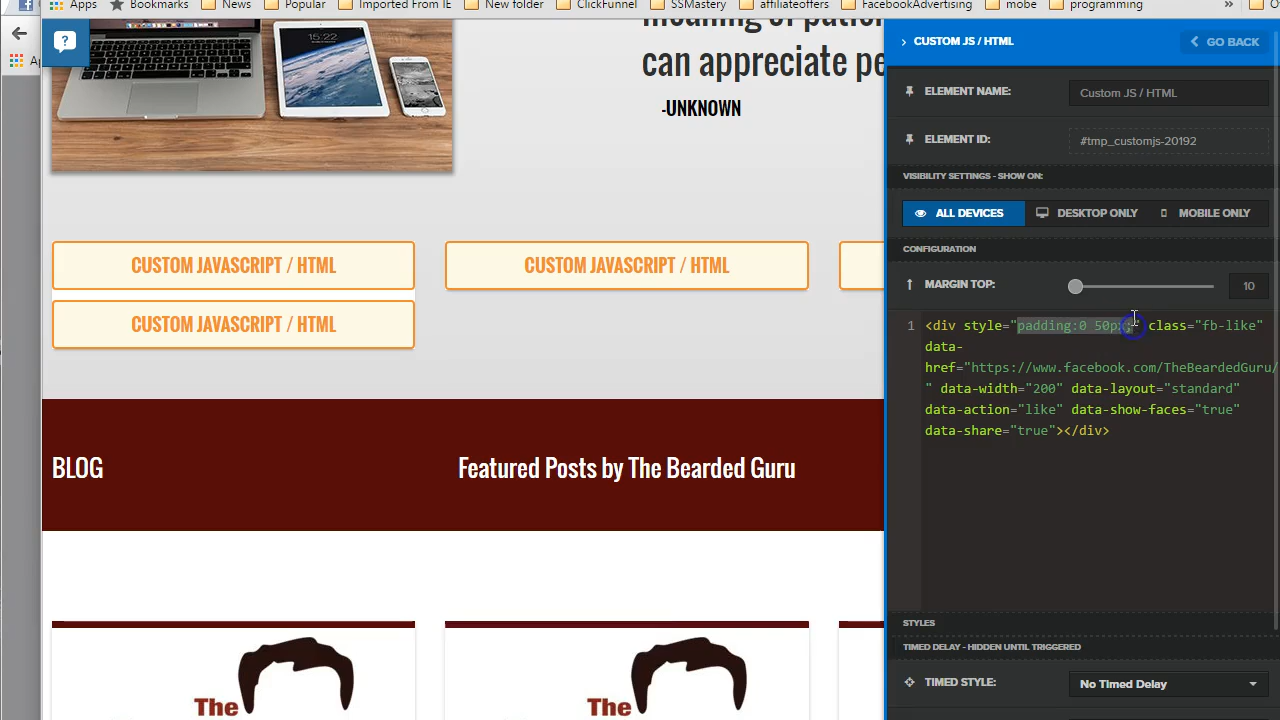 Apps Bookmarks News Popular Imported From IE New folder ClickFunnel SSMastery affiliateoffers FacebookAdvertising mobe programming »
meaning of patien
can appreciate pe
-UNKNOWN
15:22
CUSTOM JAVASCRIPT / HTML
CUSTOM JAVASCRIPT / HTML
CUSTOM JAVASCRIPT / HTML
BLOG
Featured Posts by The Bearded Guru
The
The
CUSTOM JS / HTML
GO BACK
ELEMENT NAME:
Custom JS / HTML
ELEMENT ID:
#tmp_customjs-20192
VISIBILITY SETTINGS - SHOW ON:
ALL DEVICES
DESKTOP ONLY
MOBILE ONLY
CONFIGURATION
MARGIN TOP:
10
1
<div style="padding:0 50px;" class="fb-like"
data-
href="https://www.facebook.com/TheBeardedGuru/
" data-width="200" data-layout="standard"
data-action="like" data-show-faces="true"
data-share="true"></div>
STYLES
TIMED DELAY - HIDDEN UNTIL TRIGGERED
TIMED STYLE:
No Timed Delay